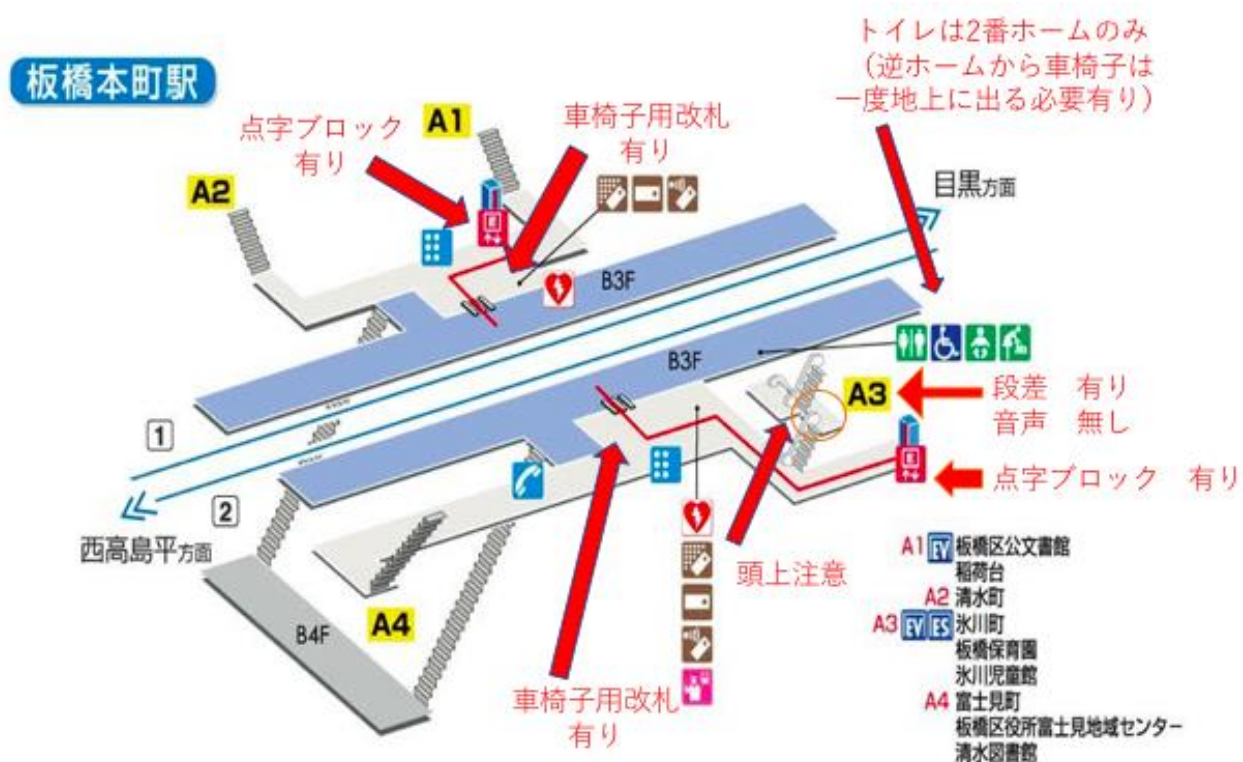 トイレは2番ホームのみ
（逆ホームから車椅子は
一度地上に出る必要有り）
板橋本町駅
点字ブロック
有り
A1
車椅子用改札
有り
A2
目黒方面
B3F
B3F
A3
段差 有り
音声 無し
1
2
点字ブロック 有り
西高島平方面
頭上注意
A4
B4F
車椅子用改札
有り
A1 EV 板橋区公文書館
稲荷台
A2 清水町
A3 EV ES 氷川町
板橋保育園
氷川児童館
A4 富士見町
板橋区役所富士見地域センター
清水図書館